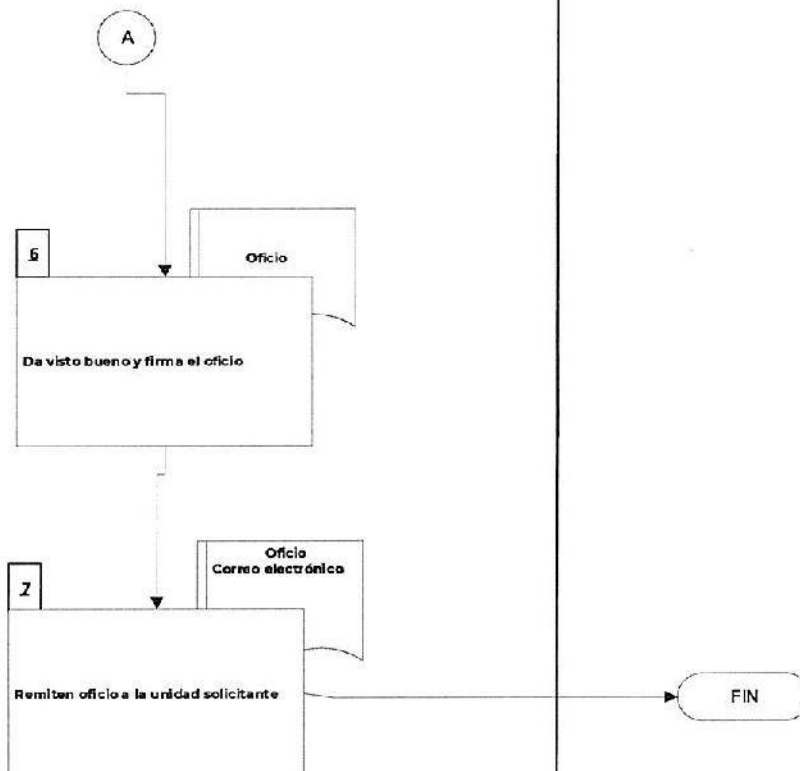 A
6
Oficio
Da visto bueno y firma el oficio
Oficio
Correo electrónico
7
Remiten oficio a la unidad solicitante
FIN